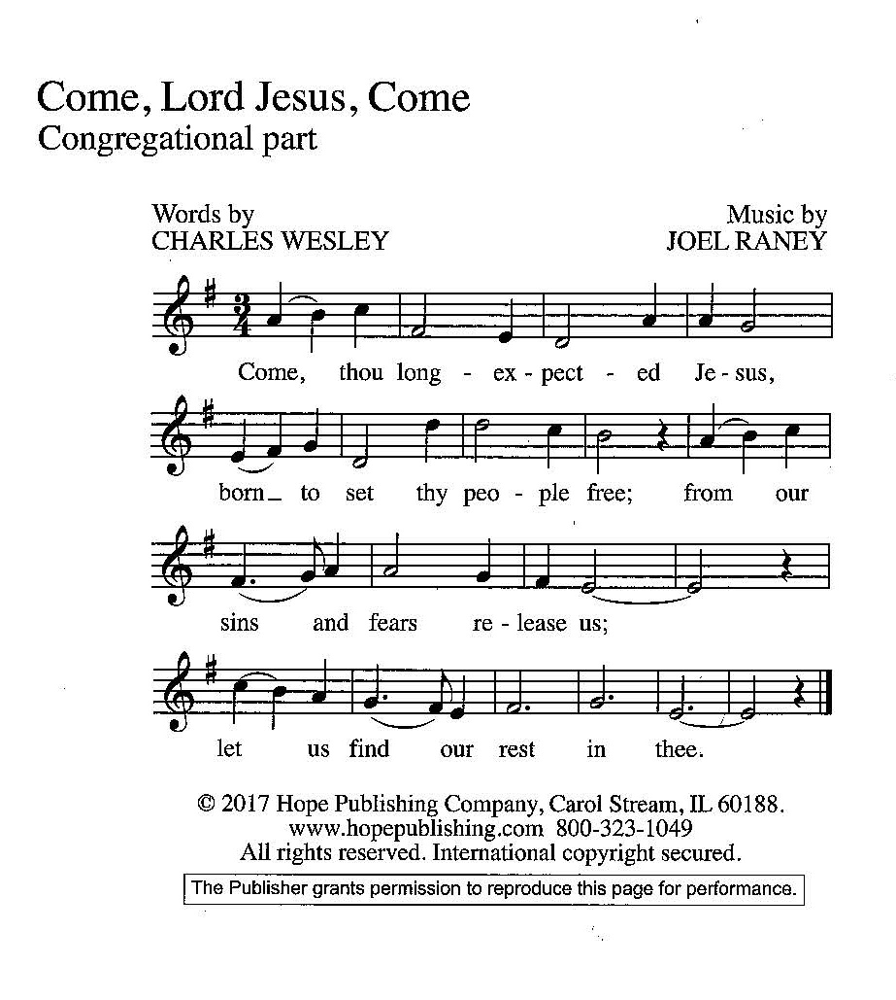 Come, Lord Jesus, Come
Congregational part
Words by
CHARLES WESLEY
Music by
JOEL RANEY
3
4
Come, thou long - ex - pect - ed Je - sus,
born_ to set thy peo - ple free; from our
sins and fears re - lease us;
let us find our rest in thee.
© 2017 Hope Publishing Company, Carol Stream, IL 60188.
www.hopepublishing.com 800-323-1049
All rights reserved. International copyright secured.
The Publisher grants permission to reproduce this page for performance.